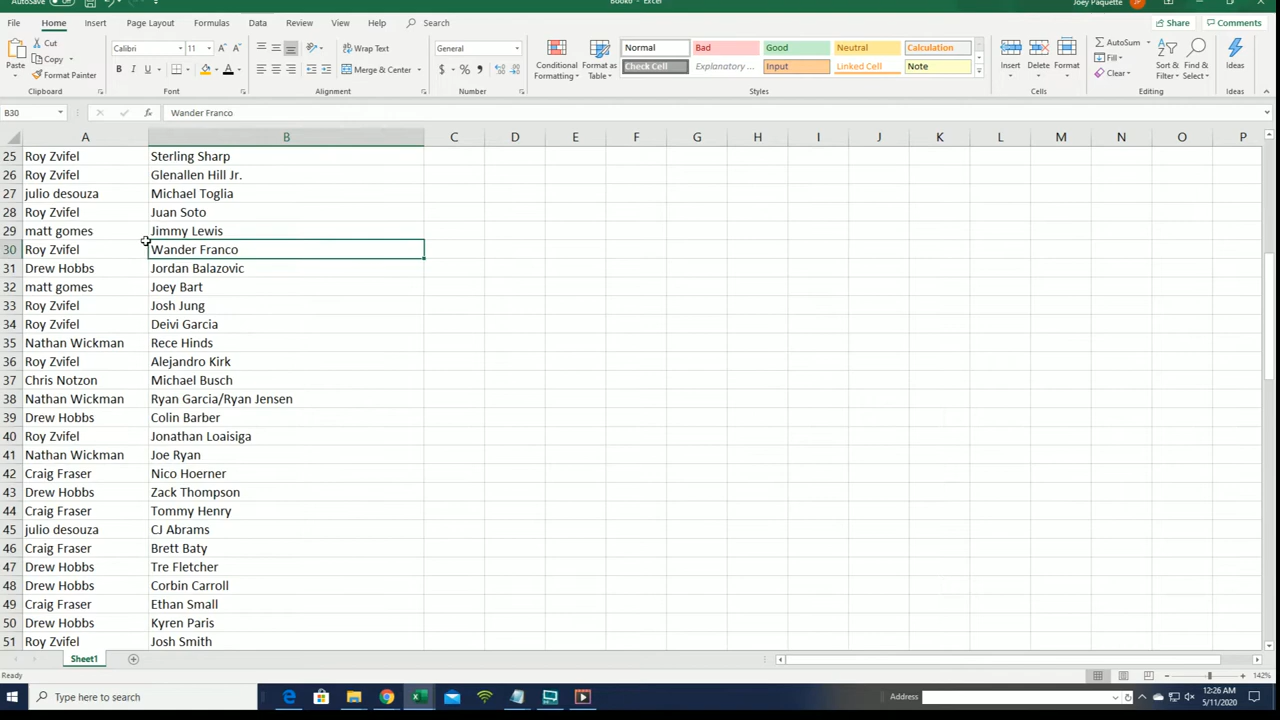 AutoSave Off
Book6 - Excel
Joey Paquette
JP
File Home Insert Page Layout Formulas Data Review View Help Search Share Comments
Cut
Copy
Format Painter
Paste
Clipboard
Calibri 11
B I U
Font
Wrap Text
Merge & Center
Alignment
General
$ % ,
Number
Conditional Formatting
Format as Table
Normal Bad Good Neutral Calculation
Check Cell Explanatory ... Input Linked Cell Note
Styles
Insert Delete Format
Cells
AutoSum
Clear
Sort & Filter
Find & Select
Editing
Ideas
Ideas
B30 fx Wander Franco
A B C D E F G H I J K L M N O P
25 Roy Zvifel Sterling Sharp
26 Roy Zvifel Glenallen Hill Jr.
27 julio desouza Michael Toglia
28 Roy Zvifel Juan Soto
29 matt gomes Jimmy Lewis
30 Roy Zvifel Wander Franco
31 Drew Hobbs Jordan Balazovic
32 matt gomes Joey Bart
33 Roy Zvifel Josh Jung
34 Roy Zvifel Deivi Garcia
35 Nathan Wickman Rece Hinds
36 Roy Zvifel Alejandro Kirk
37 Chris Notzon Michael Busch
38 Nathan Wickman Ryan Garcia/Ryan Jensen
39 Drew Hobbs Colin Barber
40 Roy Zvifel Jonathan Loaisiga
41 Nathan Wickman Joe Ryan
42 Craig Fraser Nico Hoerner
43 Drew Hobbs Zack Thompson
44 Craig Fraser Tommy Henry
45 julio desouza CJ Abrams
46 Craig Fraser Brett Baty
47 Drew Hobbs Tre Fletcher
48 Drew Hobbs Corbin Carroll
49 Craig Fraser Ethan Small
50 Drew Hobbs Kyren Paris
51 Roy Zvifel Josh Smith
Sheet1
Ready
142%
Type here to search
Address
12:26 AM
5/11/2020